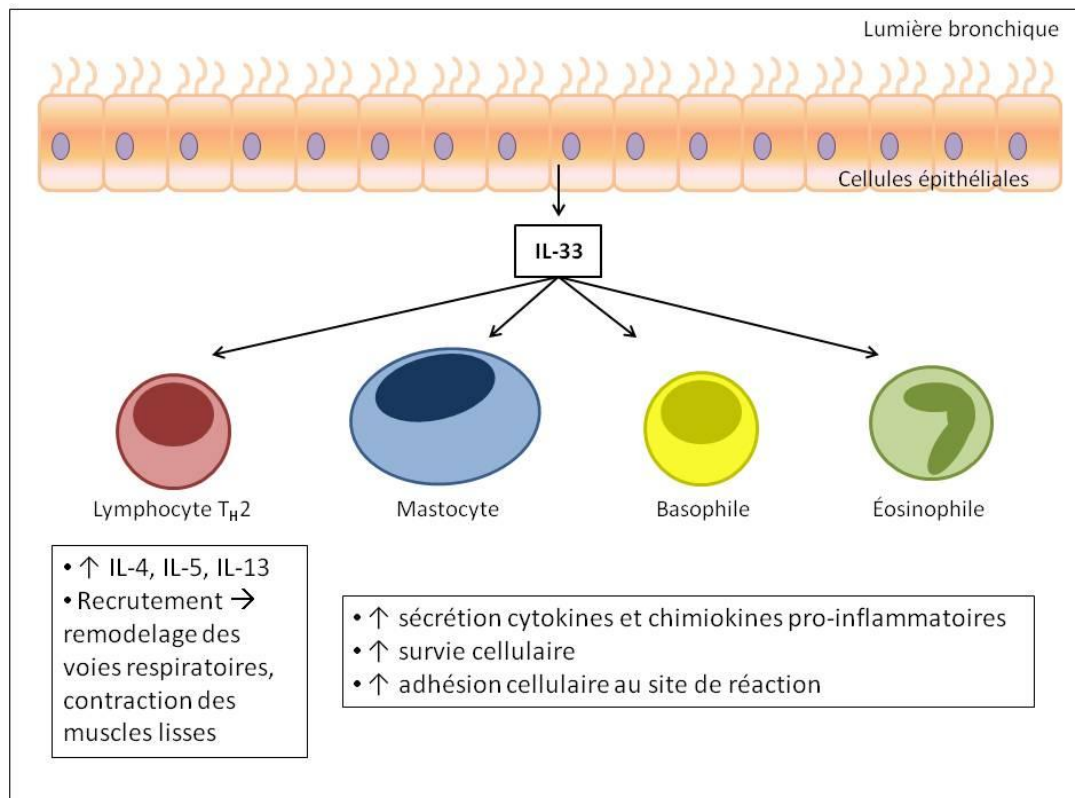 Lumière bronchique
Cellules épithéliales
IL-33
Lymphocyte TH2
Mastocyte
Basophile
Éosinophile
• ↑ IL-4, IL-5, IL-13
• Recrutement →
remodelage des
voies respiratoires,
contraction des
muscles lisses
• ↑ sécrétion cytokines et chimiokines pro-inflammatoires
• ↑ survie cellulaire
• ↑ adhésion cellulaire au site de réaction